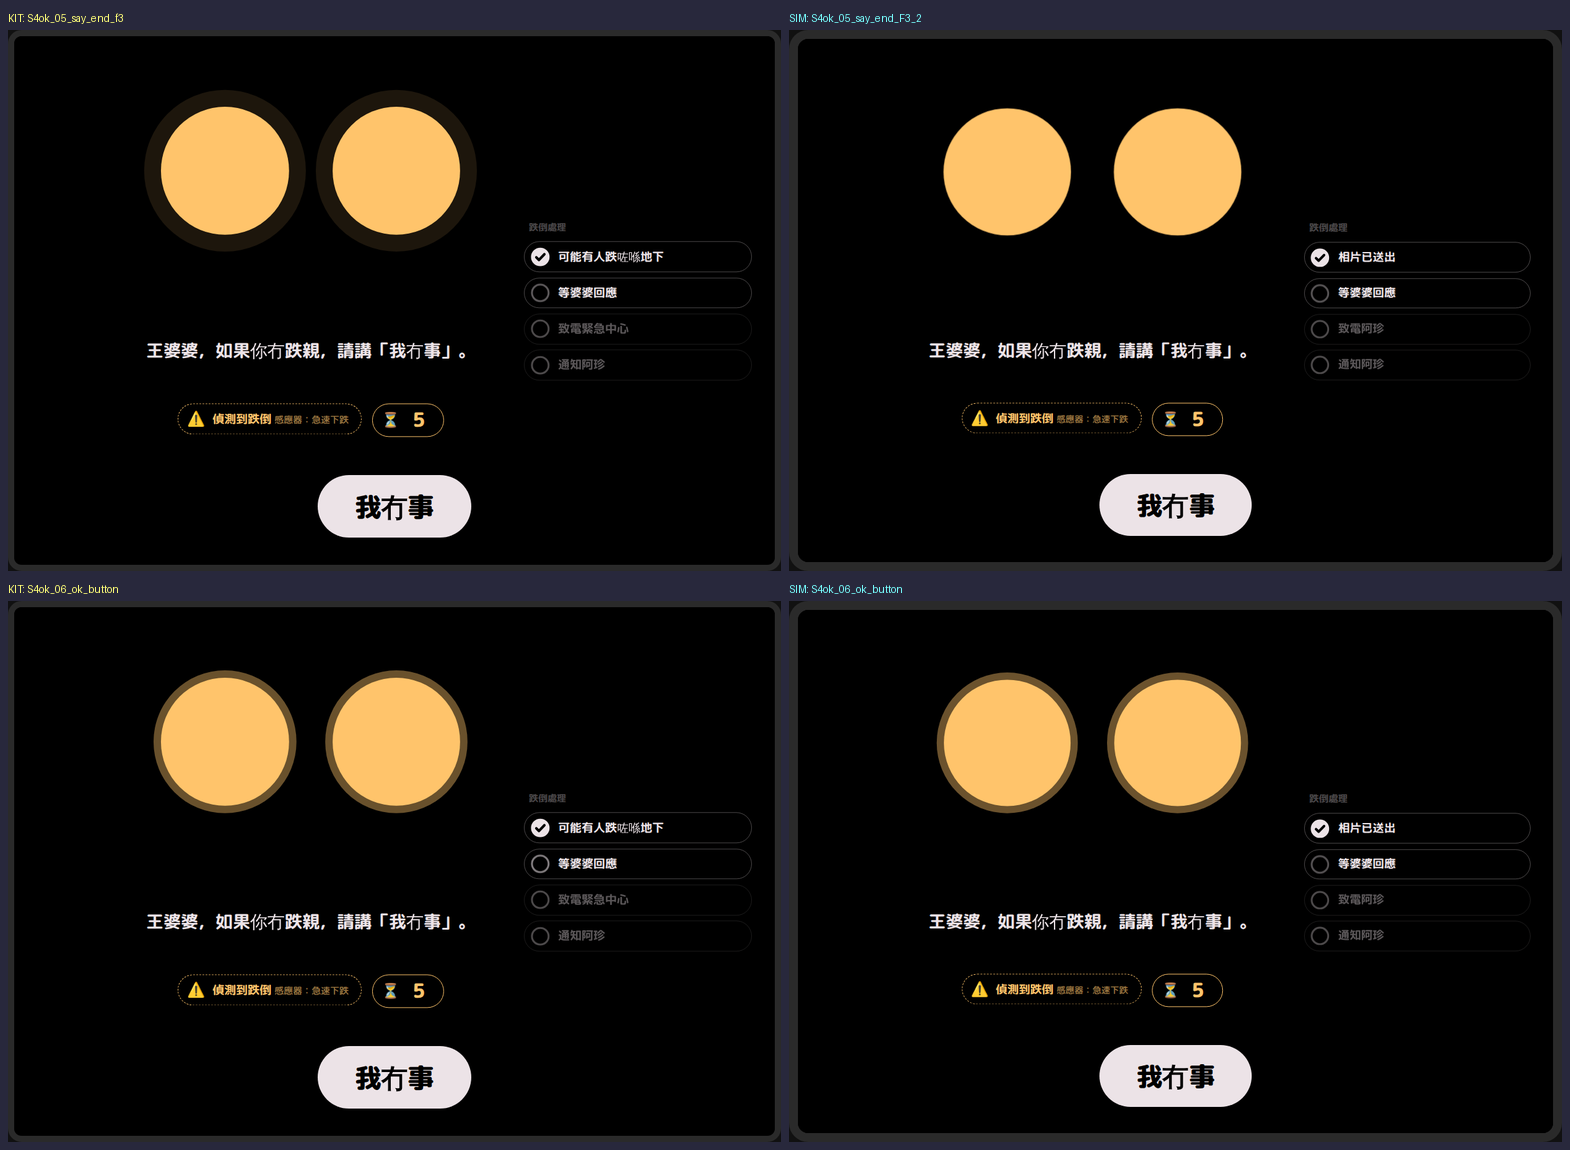 KIT: S4ok_05_say_end_f3
跌倒處理
可能有人跌咗喺地下
等婆婆回應
致電緊急中心
通知阿珍
王婆婆，如果你冇跌親，請講「我冇事」。
⚠️ 偵測到跌倒 感應器：急速下跌
⏳ 5
我冇事
SIM: S4ok_05_say_end_F3_2
跌倒處理
相片已送出
等婆婆回應
致電阿珍
通知阿珍
王婆婆，如果你冇跌親，請講「我冇事」。
⚠️ 偵測到跌倒 感應器：急速下跌
⏳ 5
我冇事
KIT: S4ok_06_ok_button
跌倒處理
可能有人跌咗喺地下
等婆婆回應
致電緊急中心
通知阿珍
王婆婆，如果你冇跌親，請講「我冇事」。
⚠️ 偵測到跌倒 感應器：急速下跌
⏳ 5
我冇事
SIM: S4ok_06_ok_button
跌倒處理
相片已送出
等婆婆回應
致電阿珍
通知阿珍
王婆婆，如果你冇跌親，請講「我冇事」。
⚠️ 偵測到跌倒 感應器：急速下跌
⏳ 5
我冇事